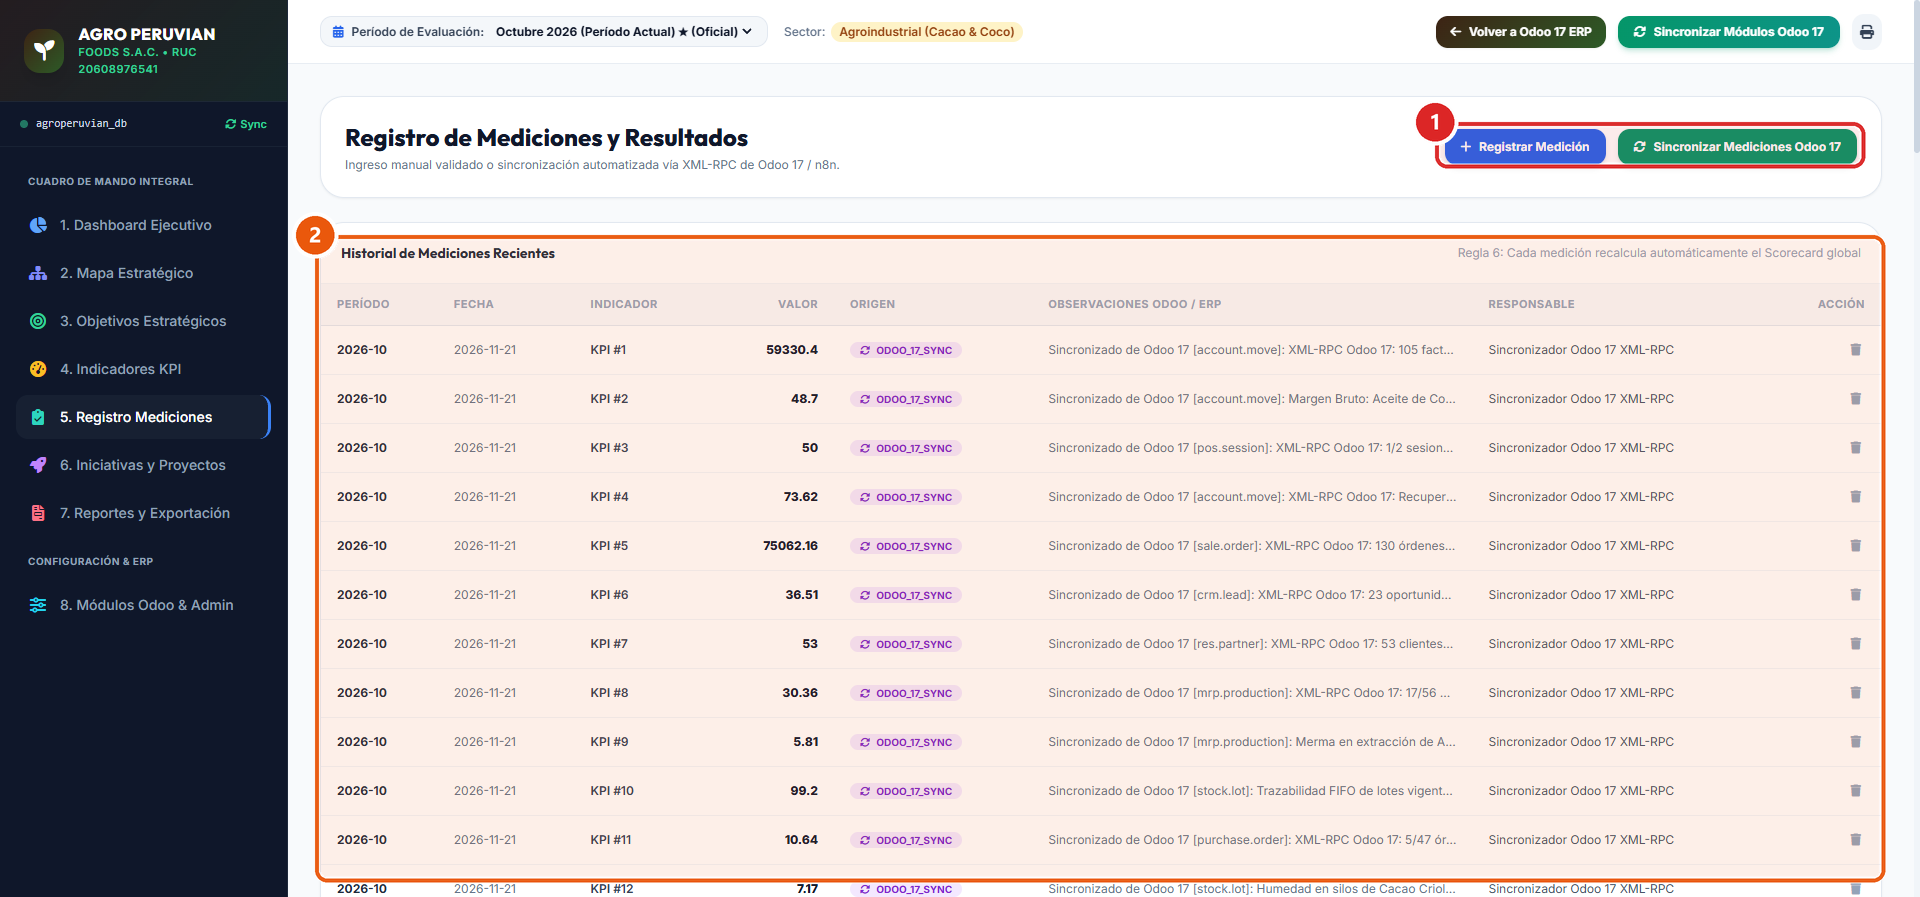 AGRO PERUVIAN
FOODS S.A.C. • RUC
20608976541
agroperuvian_db
Sync
CUADRO DE MANDO INTEGRAL
1. Dashboard Ejecutivo
2. Mapa Estratégico
3. Objetivos Estratégicos
4. Indicadores KPI
5. Registro Mediciones
6. Iniciativas y Proyectos
7. Reportes y Exportación
CONFIGURACIÓN & ERP
8. Módulos Odoo & Admin
Período de Evaluación: Octubre 2026 (Período Actual) ★ (Oficial)
Sector: Agroindustrial (Cacao & Coco)
Volver a Odoo 17 ERP
Sincronizar Módulos Odoo 17
Registro de Mediciones y Resultados
Ingreso manual validado o sincronización automatizada vía XML-RPC de Odoo 17 / n8n.
1
+ Registrar Medición
Sincronizar Mediciones Odoo 17
2
Historial de Mediciones Recientes
Regla 6: Cada medición recalcula automáticamente el Scorecard global
PERÍODO FECHA INDICADOR VALOR ORIGEN OBSERVACIONES ODOO / ERP RESPONSABLE ACCIÓN
2026-10 2026-11-21 KPI #1 59330.4 ODOO_17_SYNC Sincronizado de Odoo 17 [account.move]: XML-RPC Odoo 17: 105 fact... Sincronizador Odoo 17 XML-RPC
2026-10 2026-11-21 KPI #2 48.7 ODOO_17_SYNC Sincronizado de Odoo 17 [account.move]: Margen Bruto: Aceite de Co... Sincronizador Odoo 17 XML-RPC
2026-10 2026-11-21 KPI #3 50 ODOO_17_SYNC Sincronizado de Odoo 17 [pos.session]: XML-RPC Odoo 17: 1/2 sesion... Sincronizador Odoo 17 XML-RPC
2026-10 2026-11-21 KPI #4 73.62 ODOO_17_SYNC Sincronizado de Odoo 17 [account.move]: XML-RPC Odoo 17: Recuper... Sincronizador Odoo 17 XML-RPC
2026-10 2026-11-21 KPI #5 75062.16 ODOO_17_SYNC Sincronizado de Odoo 17 [sale.order]: XML-RPC Odoo 17: 130 órdenes... Sincronizador Odoo 17 XML-RPC
2026-10 2026-11-21 KPI #6 36.51 ODOO_17_SYNC Sincronizado de Odoo 17 [crm.lead]: XML-RPC Odoo 17: 23 oportunid... Sincronizador Odoo 17 XML-RPC
2026-10 2026-11-21 KPI #7 53 ODOO_17_SYNC Sincronizado de Odoo 17 [res.partner]: XML-RPC Odoo 17: 53 clientes... Sincronizador Odoo 17 XML-RPC
2026-10 2026-11-21 KPI #8 30.36 ODOO_17_SYNC Sincronizado de Odoo 17 [mrp.production]: XML-RPC Odoo 17: 17/56 ... Sincronizador Odoo 17 XML-RPC
2026-10 2026-11-21 KPI #9 5.81 ODOO_17_SYNC Sincronizado de Odoo 17 [mrp.production]: Merma en extracción de A... Sincronizador Odoo 17 XML-RPC
2026-10 2026-11-21 KPI #10 99.2 ODOO_17_SYNC Sincronizado de Odoo 17 [stock.lot]: Trazabilidad FIFO de lotes vigent... Sincronizador Odoo 17 XML-RPC
2026-10 2026-11-21 KPI #11 10.64 ODOO_17_SYNC Sincronizado de Odoo 17 [purchase.order]: XML-RPC Odoo 17: 5/47 ór... Sincronizador Odoo 17 XML-RPC
2026-10 2026-11-21 KPI #12 7.17 ODOO_17_SYNC Sincronizado de Odoo 17 [stock.lot]: Humedad en silos de Cacao Criol... Sincronizador Odoo 17 XML-RPC